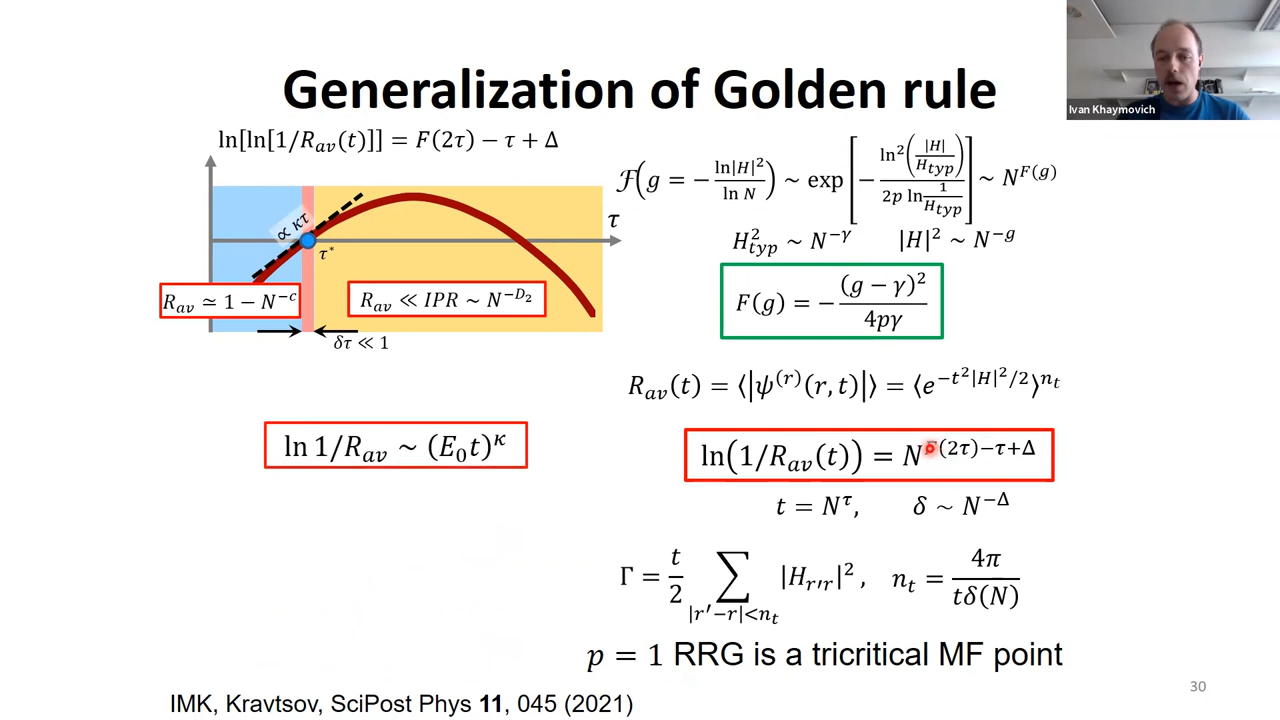 Generalization of Golden rule
Ivan Khaymovich
ln[ln[1/R_av(t)]] = F(2τ) − τ + Δ
∝ κτ
τ*
τ
R_av ≃ 1 − N^{−c}
R_av ≪ IPR ~ N^{−D_2}
δτ ≪ 1
ℱ(g = − ln|H|²/ln N) ~ exp[− ln²(|H|/H_typ)/(2p ln 1/H_typ)] ~ N^{F(g)}
H²_typ ~ N^{−γ} |H|² ~ N^{−g}
F(g) = − (g − γ)²/4pγ
R_av(t) = ⟨|ψ^{(r)}(r, t)|⟩ = ⟨e^{−t²|H|²/2}⟩^{n_t}
ln 1/R_av ~ (E_0 t)^κ
ln(1/R_av(t)) = N^{F(2τ)−τ+Δ}
t = N^τ, δ ~ N^{−Δ}
Γ = t/2 ∑_{|r′−r|<n_t} |H_{r′r}|², n_t = 4π/tδ(N)
p = 1 RRG is a tricritical MF point
IMK, Kravtsov, SciPost Phys 11, 045 (2021)
30